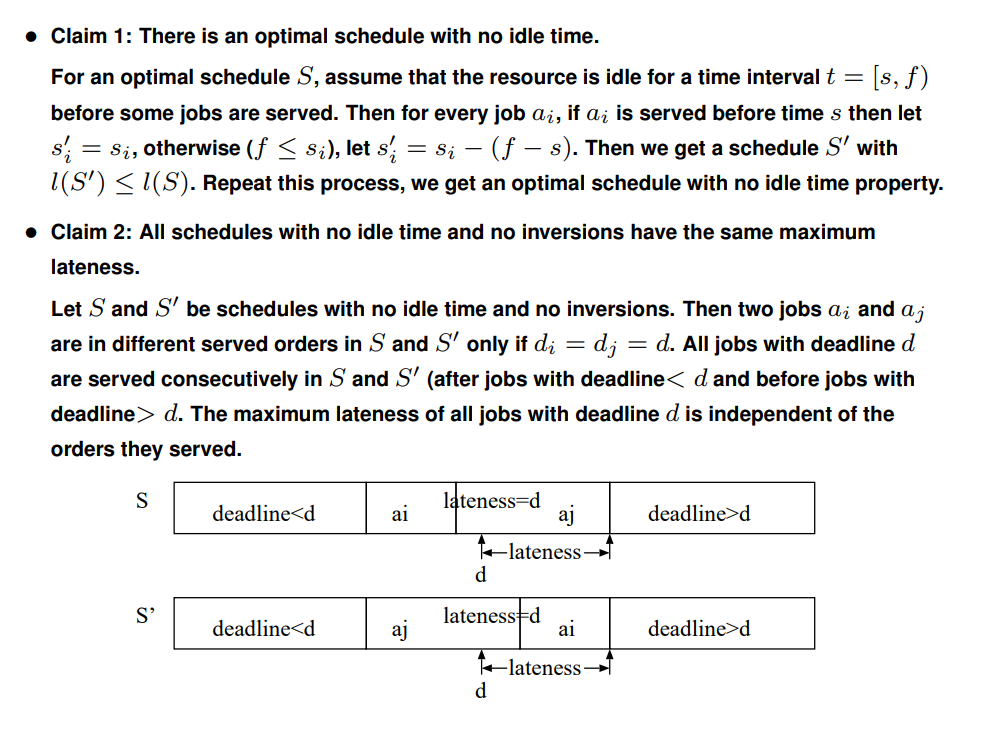 • Claim 1: There is an optimal schedule with no idle time.
For an optimal schedule S, assume that the resource is idle for a time interval t = [s, f)
before some jobs are served. Then for every job a_i, if a_i is served before time s then let
s'_i = s_i, otherwise (f ≤ s_i), let s'_i = s_i − (f − s). Then we get a schedule S' with
l(S') ≤ l(S). Repeat this process, we get an optimal schedule with no idle time property.
• Claim 2: All schedules with no idle time and no inversions have the same maximum
lateness.
Let S and S' be schedules with no idle time and no inversions. Then two jobs a_i and a_j
are in different served orders in S and S' only if d_i = d_j = d. All jobs with deadline d
are served consecutively in S and S' (after jobs with deadline< d and before jobs with
deadline> d. The maximum lateness of all jobs with deadline d is independent of the
orders they served.
S deadline<d ai lateness=d aj deadline>d
lateness
d
S' deadline<d aj lateness=d ai deadline>d
lateness
d